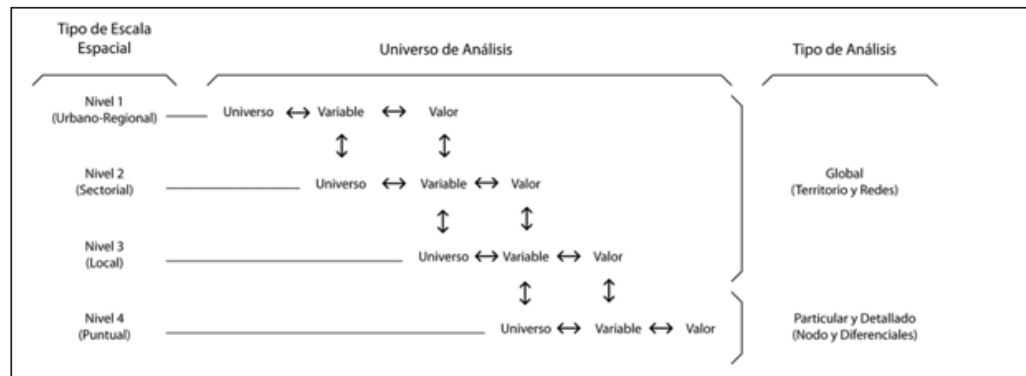 Tipo de Escala
Espacial
Universo de Análisis
Tipo de Análisis
Nivel 1
(Urbano-Regional)
Universo ↔ Variable ↔ Valor
Nivel 2
(Sectorial)
Universo ↔ Variable ↔ Valor
Global
(Territorio y Redes)
Nivel 3
(Local)
Universo ↔ Variable ↔ Valor
Nivel 4
(Puntual)
Universo ↔ Variable ↔ Valor
Particular y Detallado
(Nodo y Diferenciales)